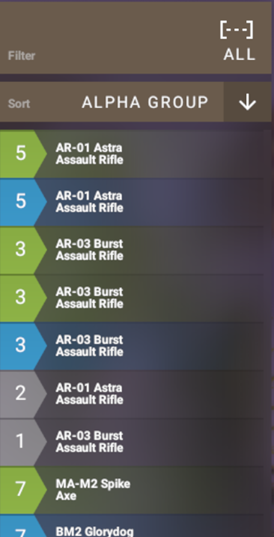 [---]
Filter
ALL
Sort
ALPHA GROUP
5
AR-01 Astra
Assault Rifle
5
AR-01 Astra
Assault Rifle
3
AR-03 Burst
Assault Rifle
3
AR-03 Burst
Assault Rifle
3
AR-03 Burst
Assault Rifle
2
AR-01 Astra
Assault Rifle
1
AR-03 Burst
Assault Rifle
7
MA-M2 Spike
Axe
7
BM2 Glorydog